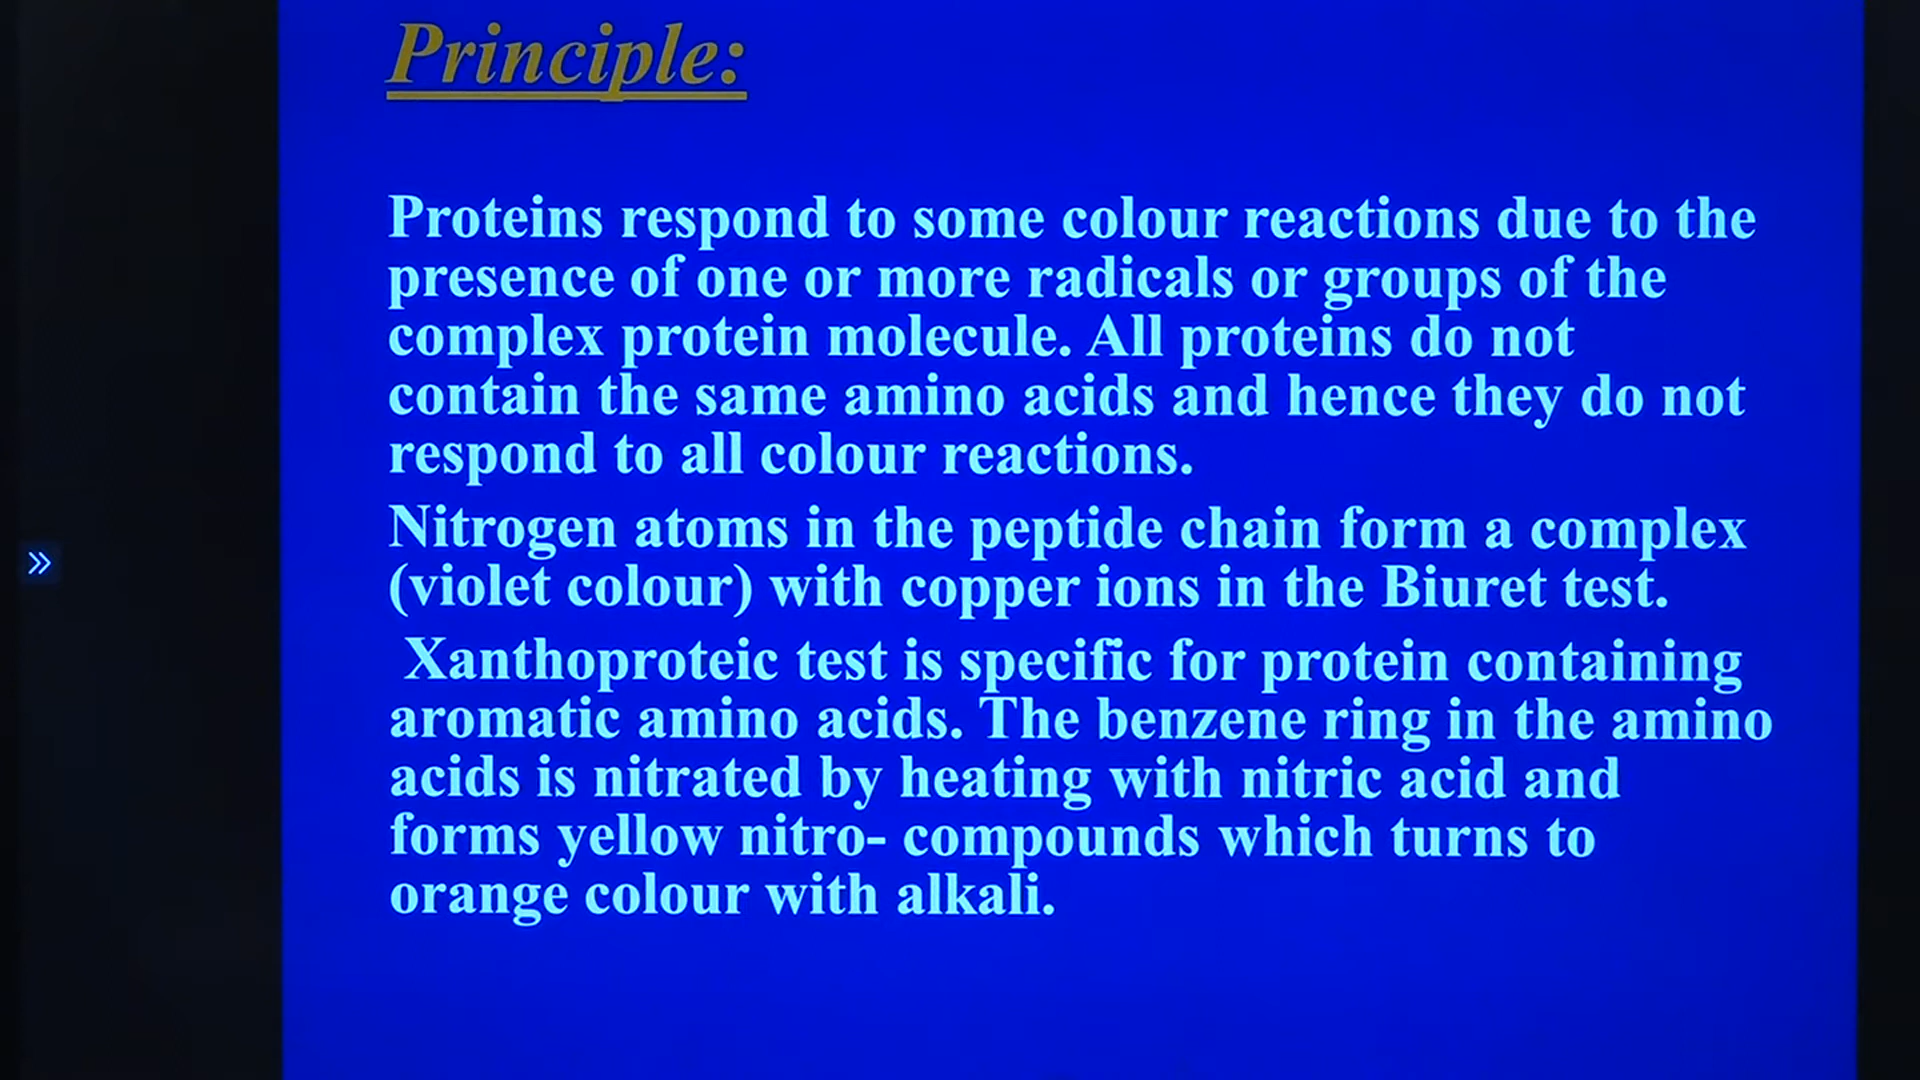 Principle:
Proteins respond to some colour reactions due to the
presence of one or more radicals or groups of the
complex protein molecule. All proteins do not
contain the same amino acids and hence they do not
respond to all colour reactions.
Nitrogen atoms in the peptide chain form a complex
(violet colour) with copper ions in the Biuret test.
Xanthoproteic test is specific for protein containing
aromatic amino acids. The benzene ring in the amino
acids is nitrated by heating with nitric acid and
forms yellow nitro- compounds which turns to
orange colour with alkali.